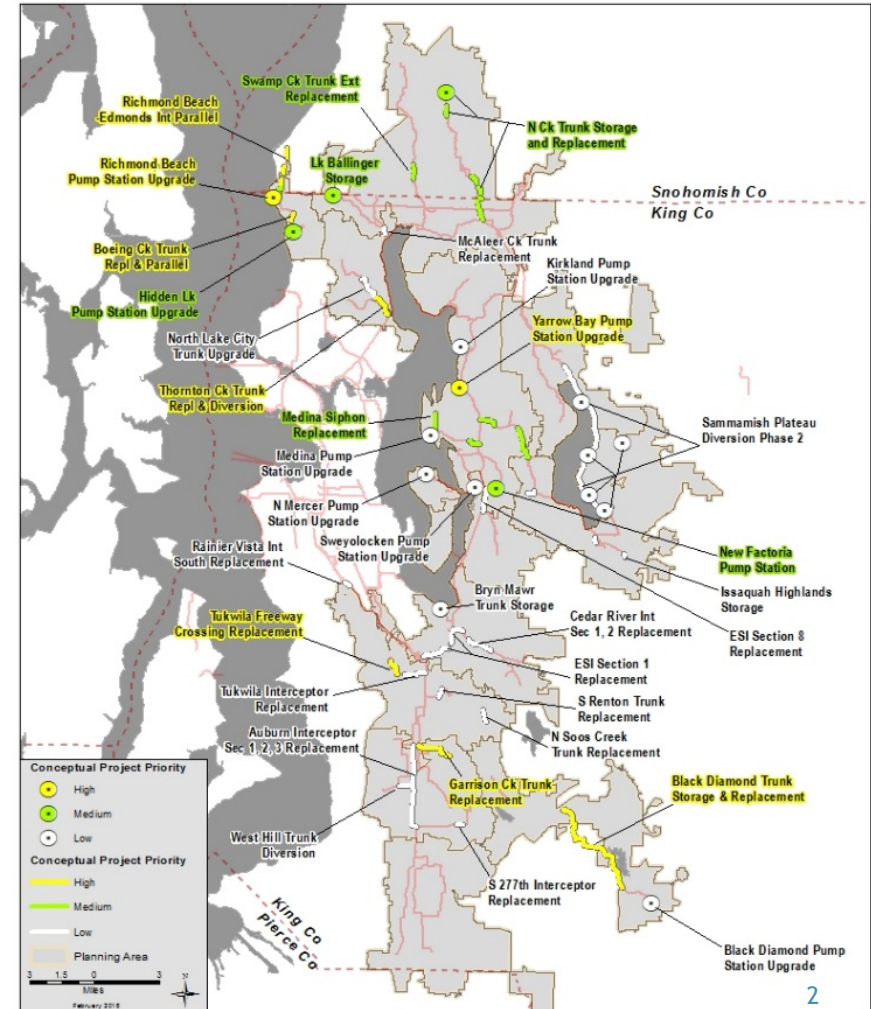 Swamp Ck Trunk Ext
Replacement
Richmond Beach
Edmonds Int Parallel
N Ck Trunk Storage
and Replacement
Richmond Beach
Pump Station Upgrade
Lk Ballinger
Storage
Snohomish Co
King Co
Boeing Ck Trunk
Repl & Parallel
McAleer Ck Trunk
Replacement
Kirkland Pump
Station Upgrade
Hidden Lk
Pump Station Upgrade
North Lake City
Trunk Upgrade
Yarrow Bay Pump
Station Upgrade
Thornton Ck Trunk
Repl & Diversion
Medina Siphon
Replacement
Sammamish Plateau
Diversion Phase 2
Medina Pump
Station Upgrade
N Mercer Pump
Station Upgrade
Sweyolocken Pump
Station Upgrade
New Factoria
Pump Station
Rainier Vista Int
South Replacement
Issaquah Highlands
Storage
Bryn Mawr
Trunk Storage
Tukwila Freeway
Crossing Replacement
Cedar River Int
Sec 1, 2 Replacement
ESI Section 8
Replacement
ESI Section 1
Replacement
Tukwila Interceptor
Replacement
S Renton Trunk
Replacement
Auburn Interceptor
Sec 1, 2, 3 Replacement
N Soos Creek
Trunk Replacement
Garrison Ck Trunk
Replacement
Black Diamond Trunk
Storage & Replacement
West Hill Trunk
Diversion
S 277th Interceptor
Replacement
King Co
Pierce Co
Black Diamond Pump
Station Upgrade
Conceptual Project Priority
High
Medium
Low
Conceptual Project Priority
High
Medium
Low
Planning Area
3 1.5 0 3
Miles
N
February 2015
2